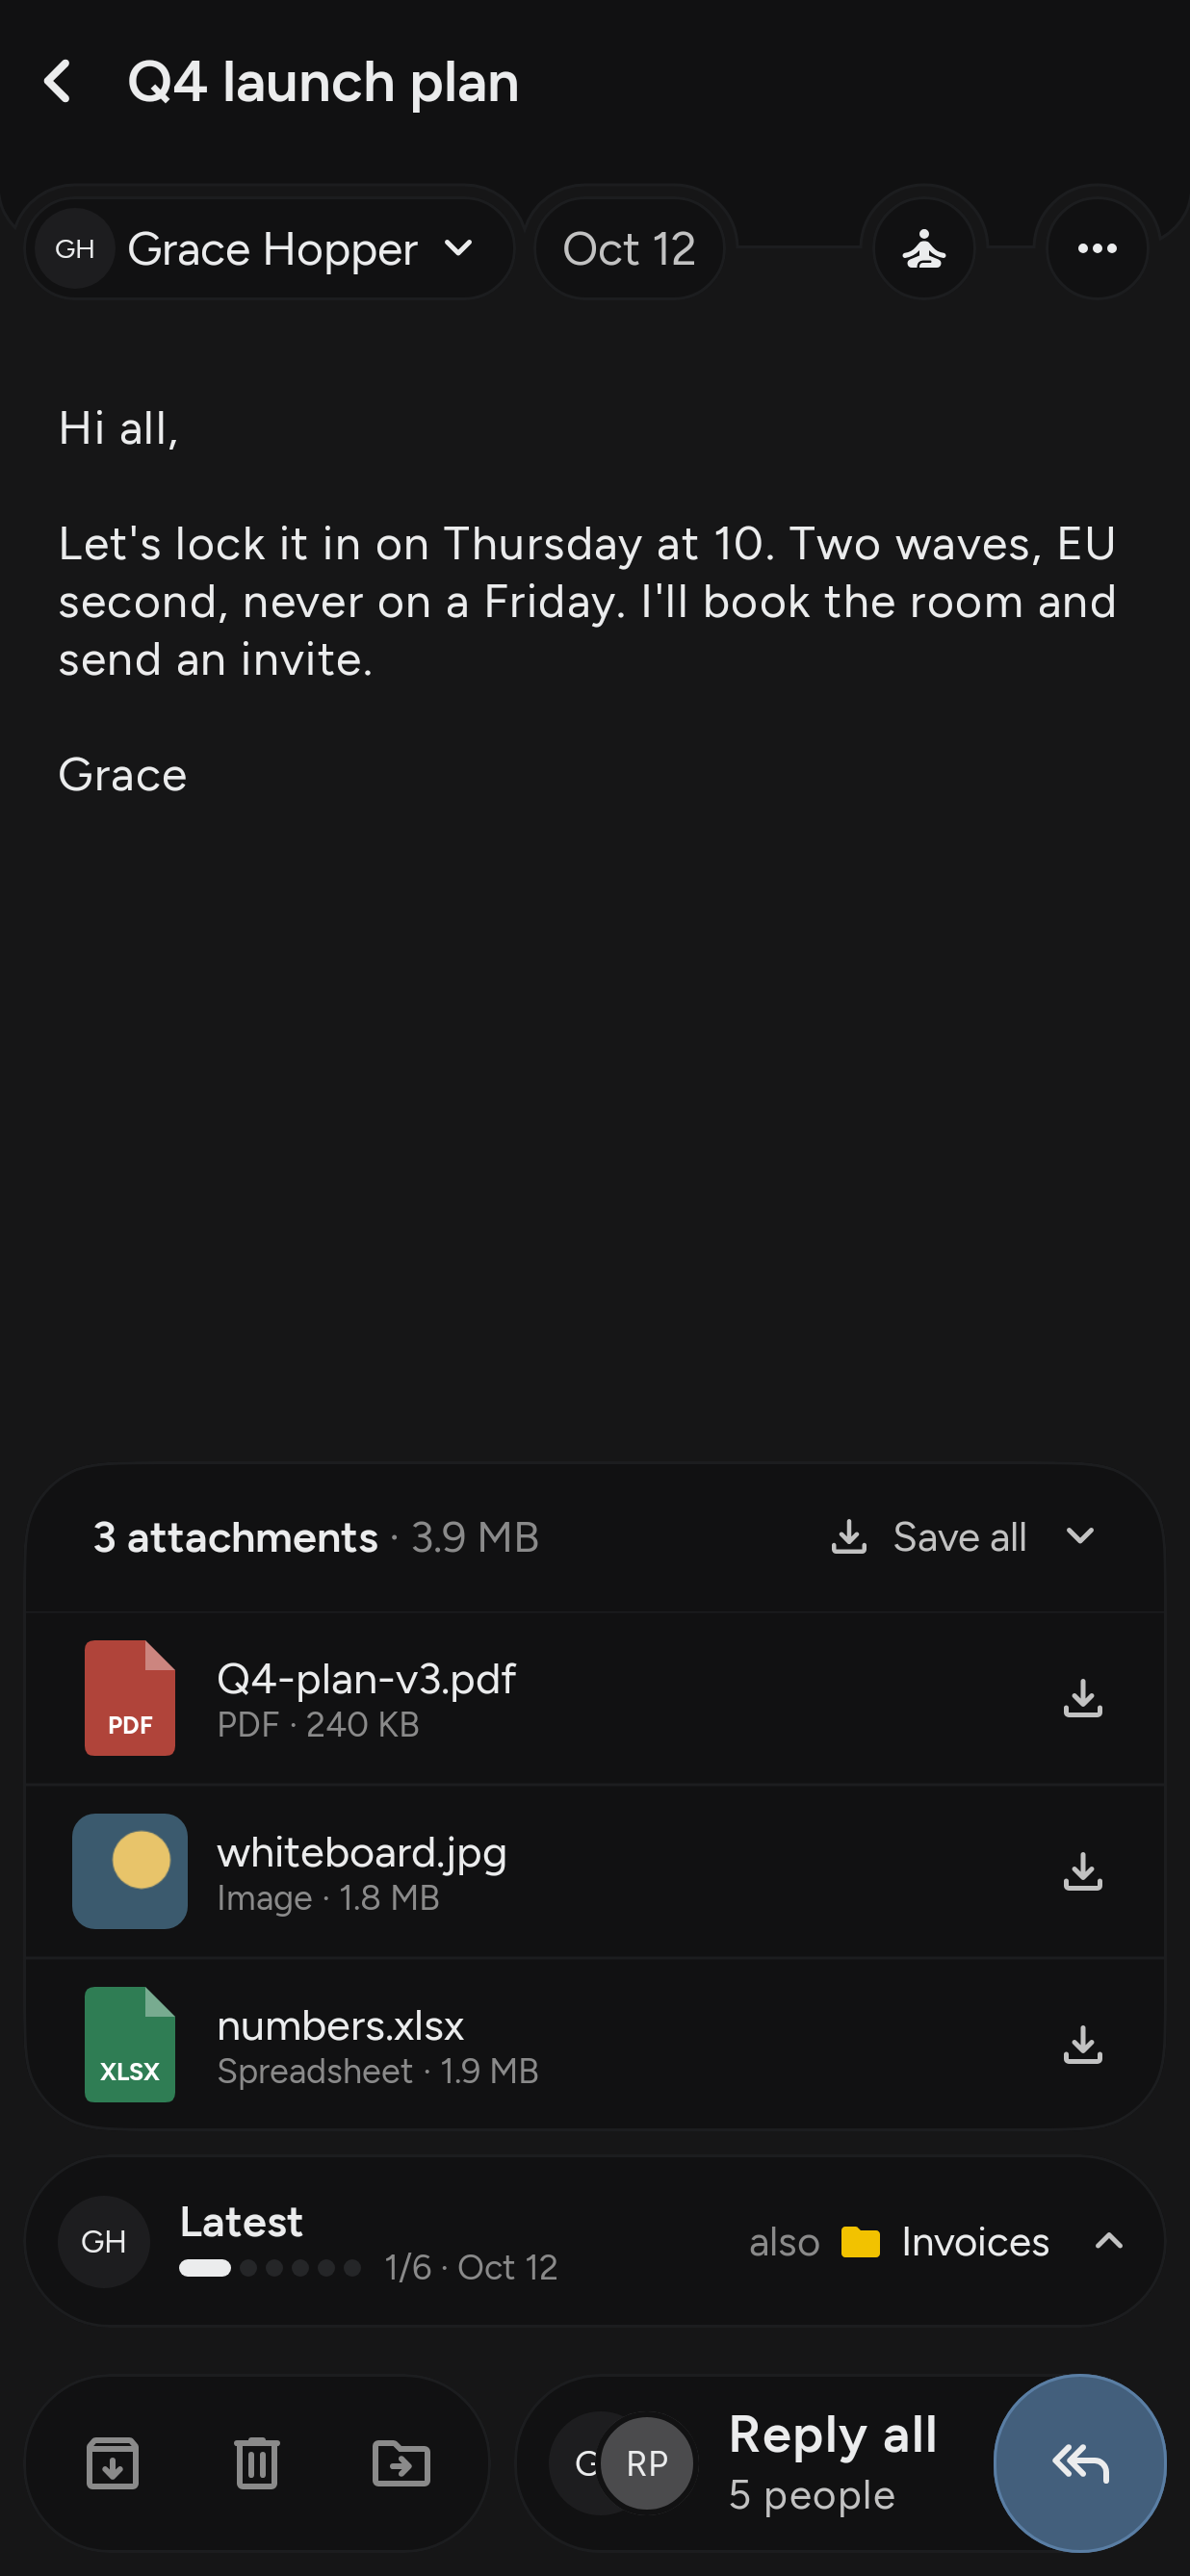 Q4 launch plan
GH Grace Hopper Oct 12
Hi all,
Let's lock it in on Thursday at 10. Two waves, EU
second, never on a Friday. I'll book the room and
send an invite.
Grace
3 attachments · 3.9 MB Save all
Q4-plan-v3.pdf
PDF
PDF · 240 KB
whiteboard.jpg
Image · 1.8 MB
numbers.xlsx
XLSX
Spreadsheet · 1.9 MB
GH Latest
1/6 · Oct 12
also Invoices
RP Reply all
5 people